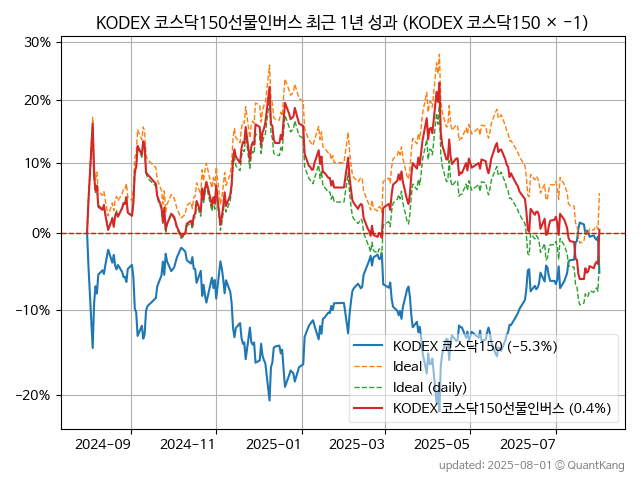 KODEX 코스닥150선물인버스 최근 1년 성과 (KODEX 코스닥150 × −1)
30%
20%
10%
0%
−10%
−20%
KODEX 코스닥150 (−5.3%)
Ideal
Ideal (daily)
KODEX 코스닥150선물인버스 (0.4%)
2024-09 2024-11 2025-01 2025-03 2025-05 2025-07
updated: 2025-08-01 © QuantKang